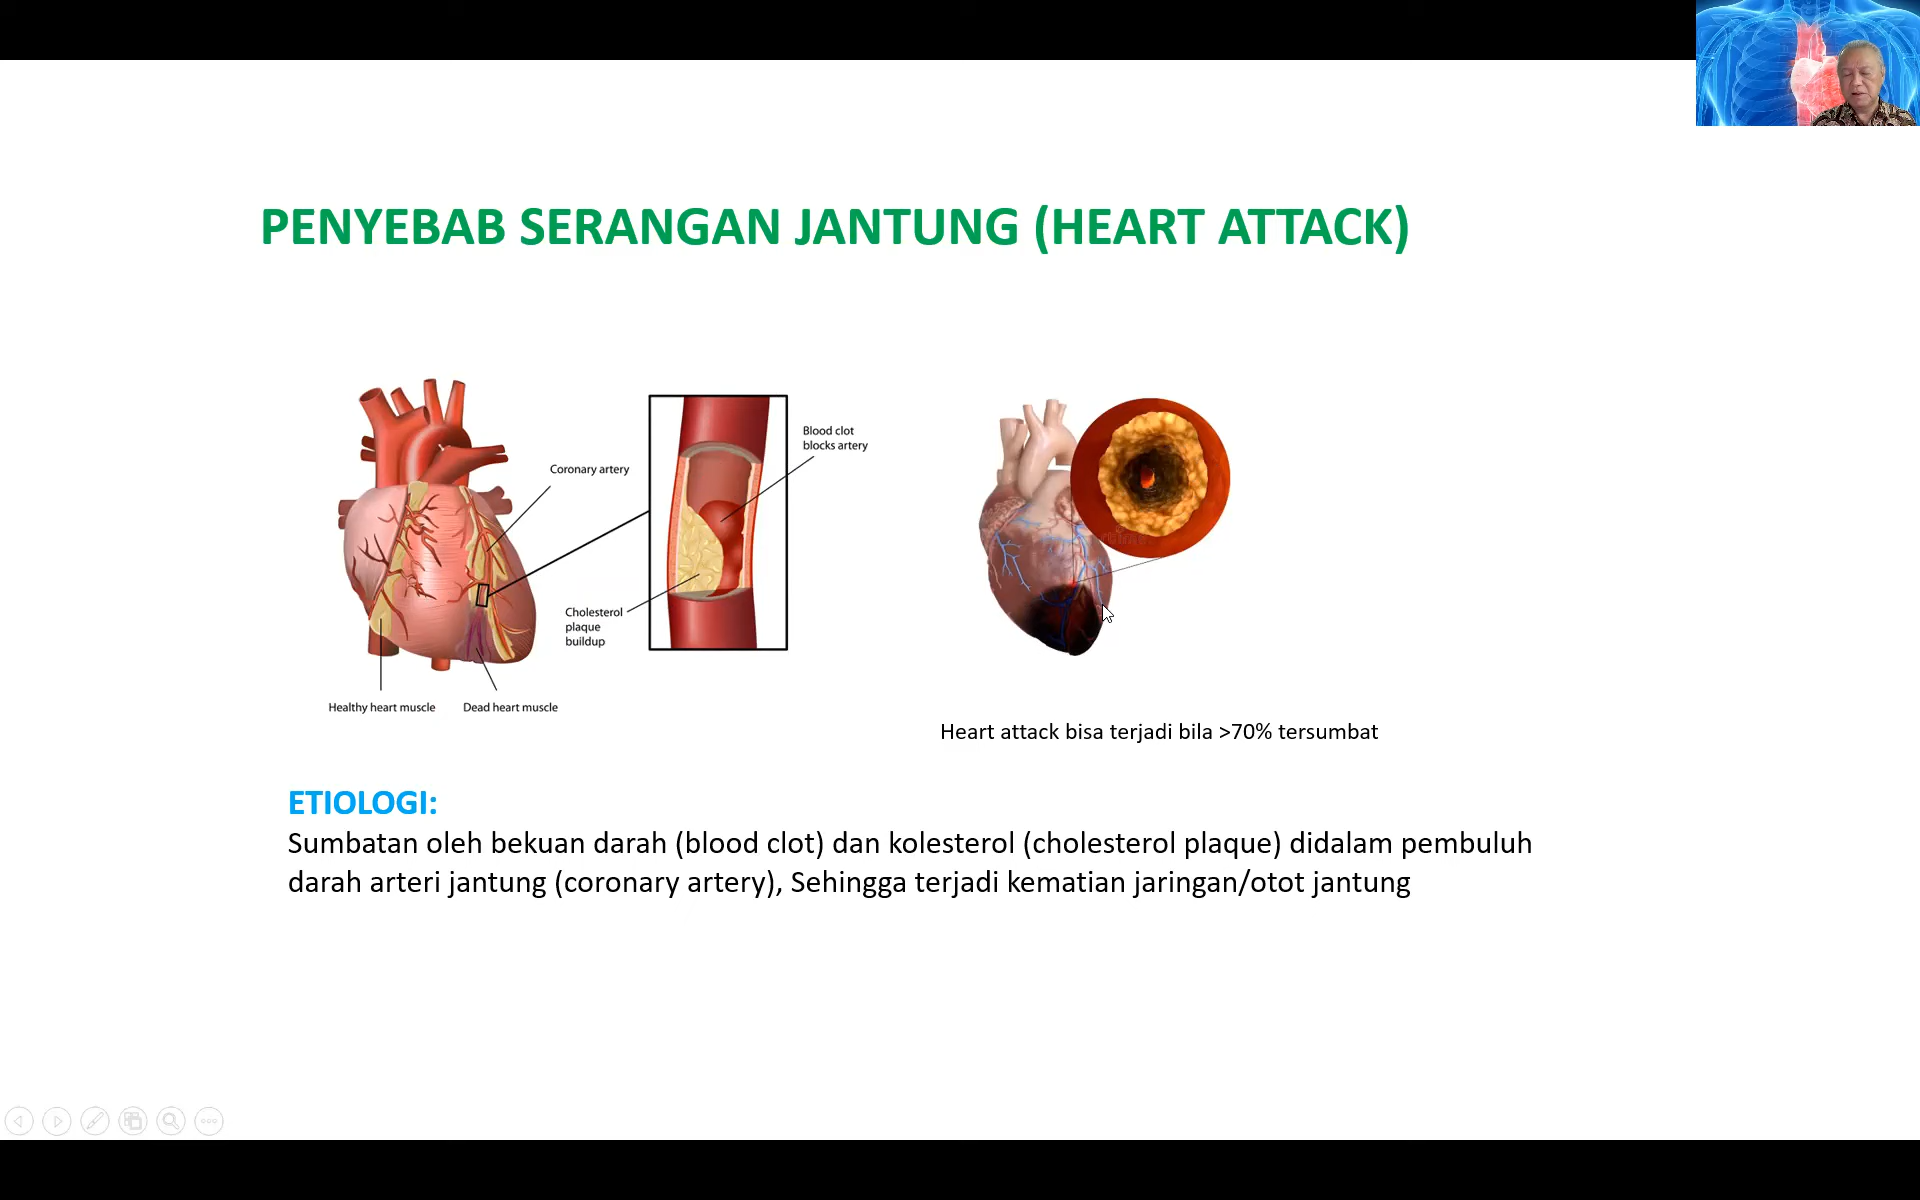 PENYEBAB SERANGAN JANTUNG (HEART ATTACK)
Coronary artery
Blood clot
blocks artery
Cholesterol
plaque
buildup
Healthy heart muscle
Dead heart muscle
Heart attack bisa terjadi bila >70% tersumbat
ETIOLOGI:
Sumbatan oleh bekuan darah (blood clot) dan kolesterol (cholesterol plaque) didalam pembuluh
darah arteri jantung (coronary artery), Sehingga terjadi kematian jaringan/otot jantung